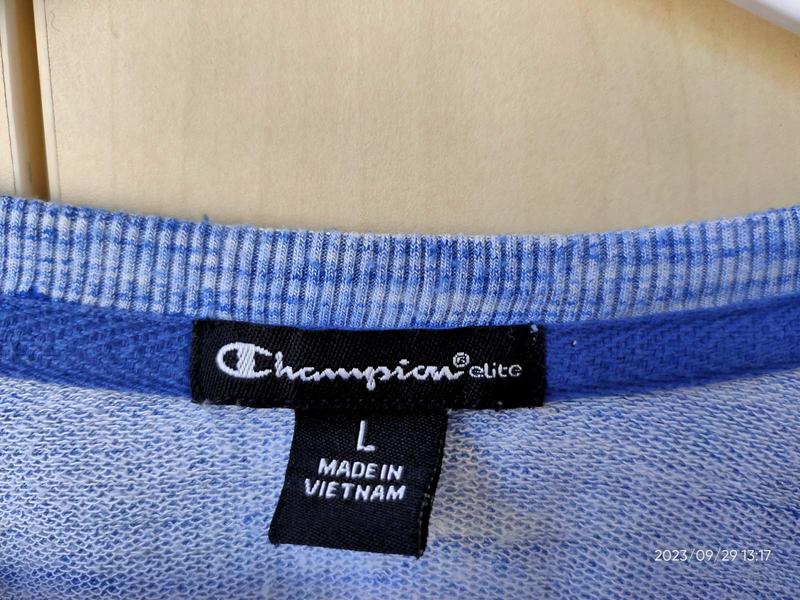 Champion® elite
L
MADE IN
VIETNAM
2023/09/29 13:17